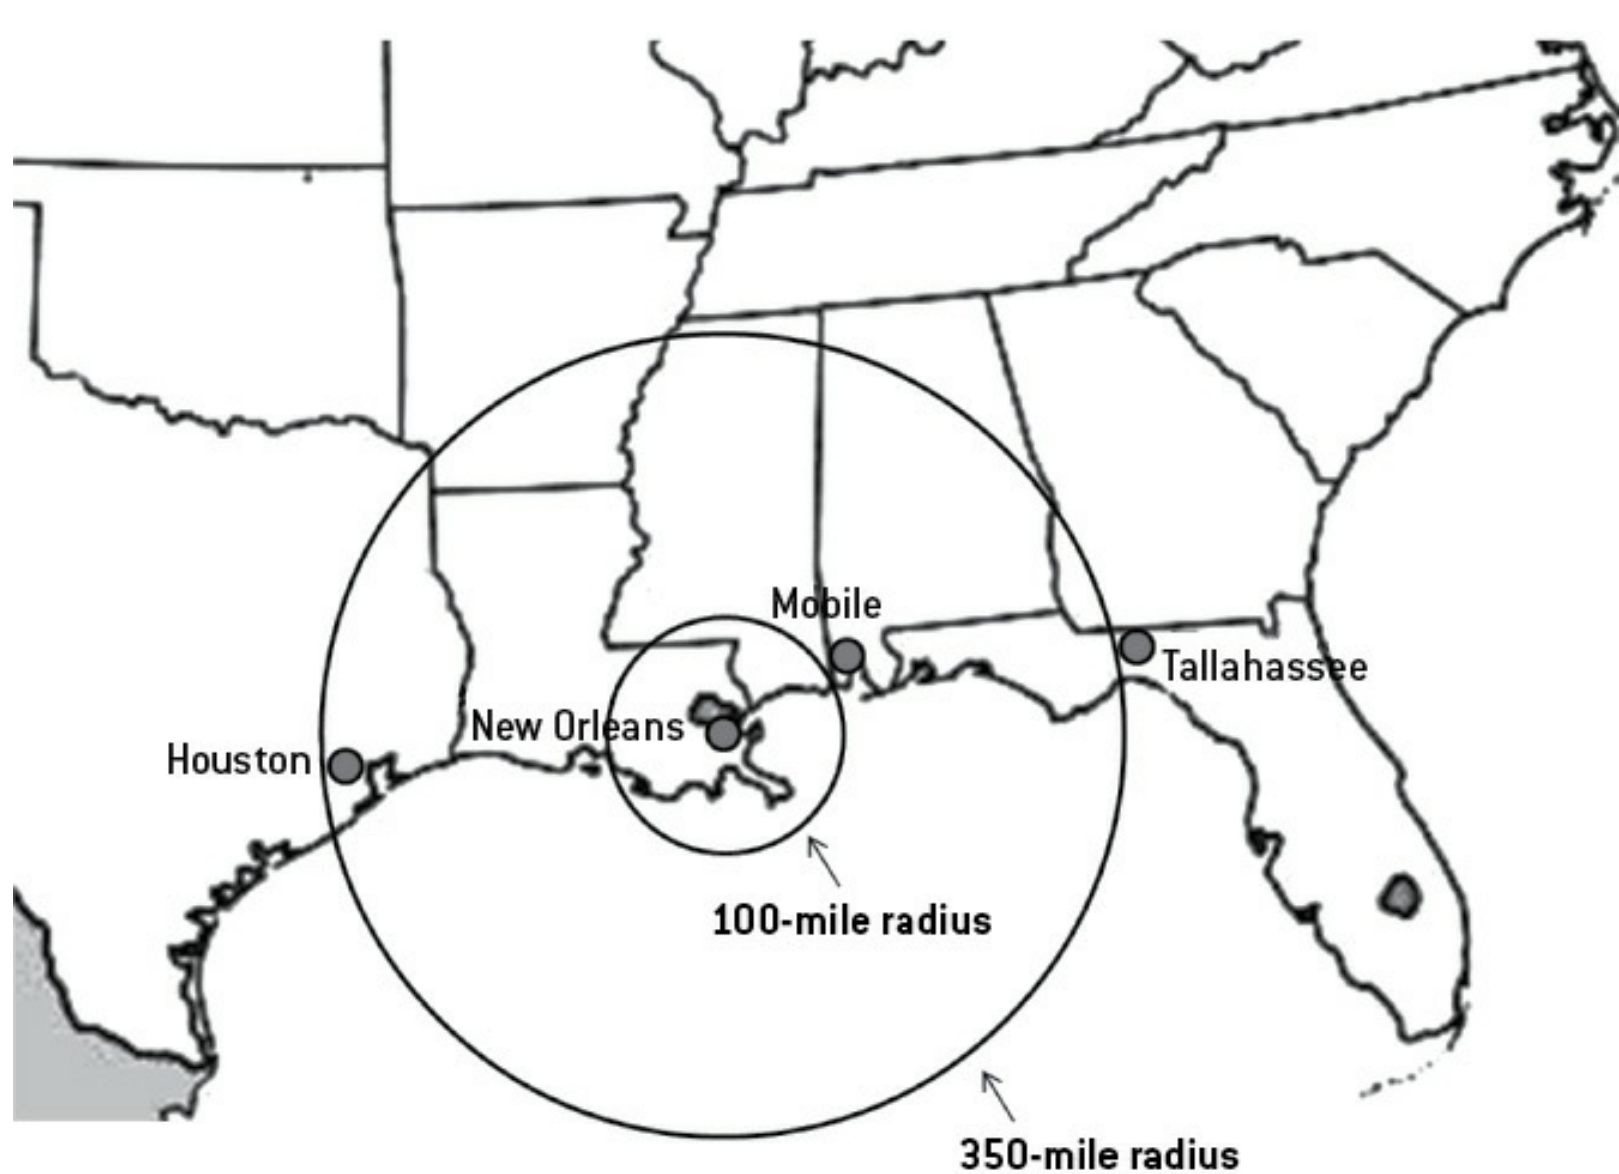 Mobile
Tallahassee
New Orleans
Houston
100-mile radius
350-mile radius